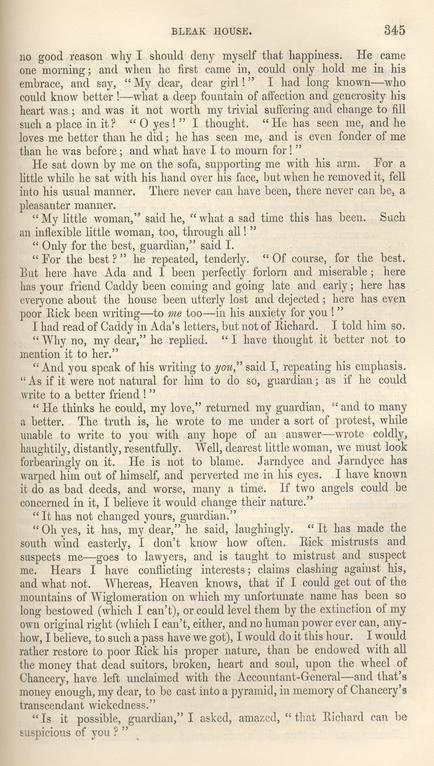 BLEAK HOUSE. 345
no good reason why I should deny myself that happiness. He came
one morning; and when he first came in, could only hold me in his
embrace, and say, “My dear, dear girl!” I had long known—who
could know better!—what a deep fountain of affection and generosity his
heart was; and was it not worth my trivial suffering and change to fill
such a place in it? “O yes!” I thought. “He has seen me, and he
loves me better than he did; he has seen me, and is even fonder of me
than he was before; and what have I to mourn for!”
He sat down by me on the sofa, supporting me with his arm. For a
little while he sat with his hand over his face, but when he removed it, fell
into his usual manner. There never can have been, there never can be, a
pleasanter manner.
“My little woman,” said he, “what a sad time this has been. Such
an inflexible little woman, too, through all!”
“Only for the best, guardian,” said I.
“For the best?” he repeated, tenderly. “Of course, for the best.
But here have Ada and I been perfectly forlorn and miserable; here
has your friend Caddy been coming and going late and early; here has
everyone about the house been utterly lost and dejected; here has even
poor Rick been writing—to me too—in his anxiety for you!”
I had read of Caddy in Ada's letters, but not of Richard. I told him so.
“Why no, my dear,” he replied. “I have thought it better not to
mention it to her.”
“And you speak of his writing to you,” said I, repeating his emphasis.
“As if it were not natural for him to do so, guardian; as if he could
write to a better friend!”
“He thinks he could, my love,” returned my guardian, “and to many
a better. The truth is, he wrote to me under a sort of protest, while
unable to write to you with any hope of an answer—wrote coldly,
haughtily, distantly, resentfully. Well, dearest little woman, we must look
forbearingly on it. He is not to blame. Jarndyce and Jarndyce has
warped him out of himself, and perverted me in his eyes. I have known
it do as bad deeds, and worse, many a time. If two angels could be
concerned in it, I believe it would change their nature.”
“It has not changed yours, guardian.”
“Oh yes, it has, my dear,” he said, laughingly. “It has made the
south wind easterly, I don't know how often. Rick mistrusts and
suspects me—goes to lawyers, and is taught to mistrust and suspect
me. Hears I have conflicting interests; claims clashing against his,
and what not. Whereas, Heaven knows, that if I could get out of the
mountains of Wiglomeration on which my unfortunate name has been so
long bestowed (which I can't), or could level them by the extinction of my
own original right (which I can't, either, and no human power ever can, any-
how, I believe, to such a pass have we got), I would do it this hour. I would
rather restore to poor Rick his proper nature, than be endowed with all
the money that dead suitors, broken, heart and soul, upon the wheel of
Chancery, have left unclaimed with the Accountant-General—and that's
money enough, my dear, to be cast into a pyramid, in memory of Chancery's
transcendant wickedness.”
“Is it possible, guardian,” I asked, amazed, “that Richard can be
suspicious of you?”